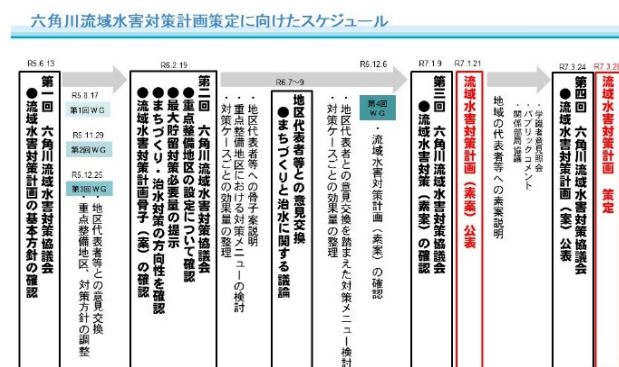 六角川流域水害対策計画策定に向けたスケジュール
R5.6.13
第一回 六角川流域水害対策協議会
●流域水害対策計画の基本方針の確認
R5.8.17
第1回WG
R5.11.29
第2回WG
R5.12.25
第3回WG
・地区代表者等との意見交換
・重点整備地区、対策方針の調整
R6.2.19
第二回 六角川流域水害対策協議会
●重点整備地区の設定について確認
●最大貯留対策必要量の提示
●まちづくり・治水対策の方向性を確認
●流域水害対策計画骨子(案)の確認
・地区代表者等への骨子案説明
・重点整備地区における対策メニューの検討
・対策ケースごとの効果量の整理
R6.7~9
地区代表者等との意見交換
●まちづくりと治水に関する議論
・地区代表者との意見交換を踏まえた対策メニュー検討
・対策ケースごとの効果量の整理
R6.12.6
第4回
WG
・流域水害対策計画(素案)の確認
R7.1.9
第三回 六角川流域水害対策協議会
●流域水害対策(素案)の確認
R7.1.21
流域水害対策計画(素案)公表
地域の代表者等への素案説明
・学識者意見照会
・パブリックコメント
・関係部局協議
R7.3.24
第四回 六角川流域水害対策協議会
●流域水害対策計画(案)公表
R7.3.28
流域水害対策計画 策定